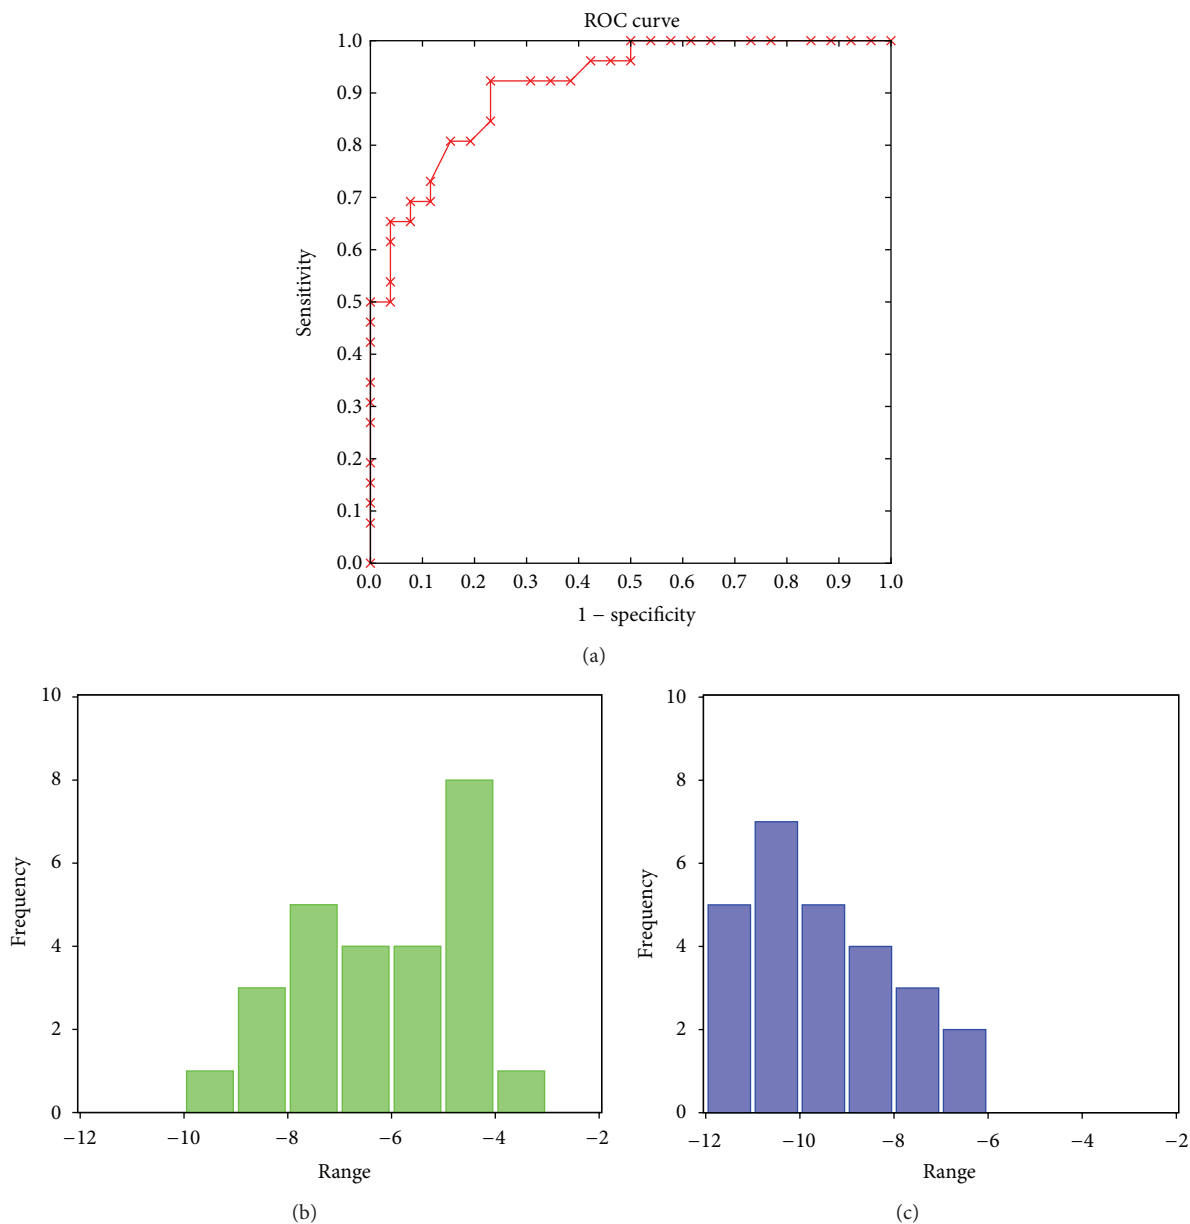 ROC curve
1.0
0.9
0.8
0.7
0.6
0.5
0.4
0.3
0.2
0.1
0.0
Sensitivity
0.0 0.1 0.2 0.3 0.4 0.5 0.6 0.7 0.8 0.9 1.0
1 − specificity
(a)
10
8
6
4
2
0
Frequency
−12 −10 −8 −6 −4 −2
Range
(b)
10
8
6
4
2
0
Frequency
−12 −10 −8 −6 −4 −2
Range
(c)